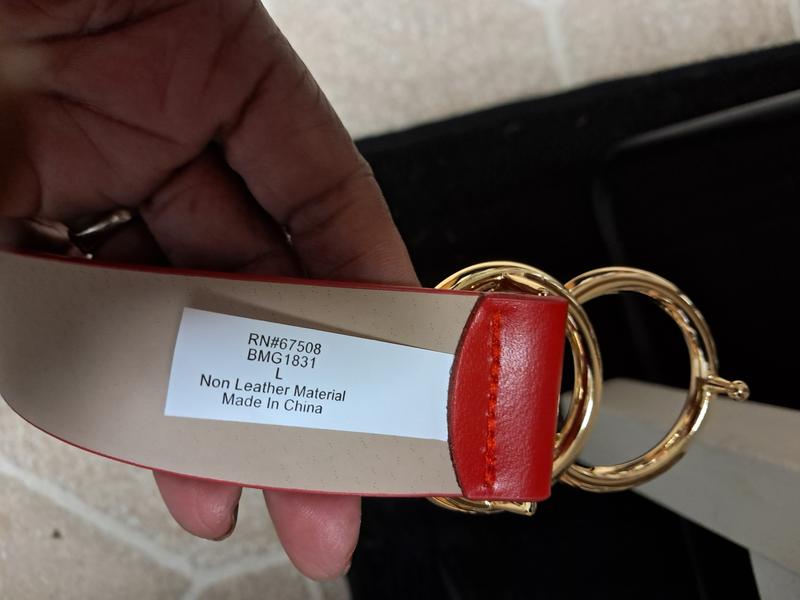 RN#67508
BMG1831
L
Non Leather Material
Made In China